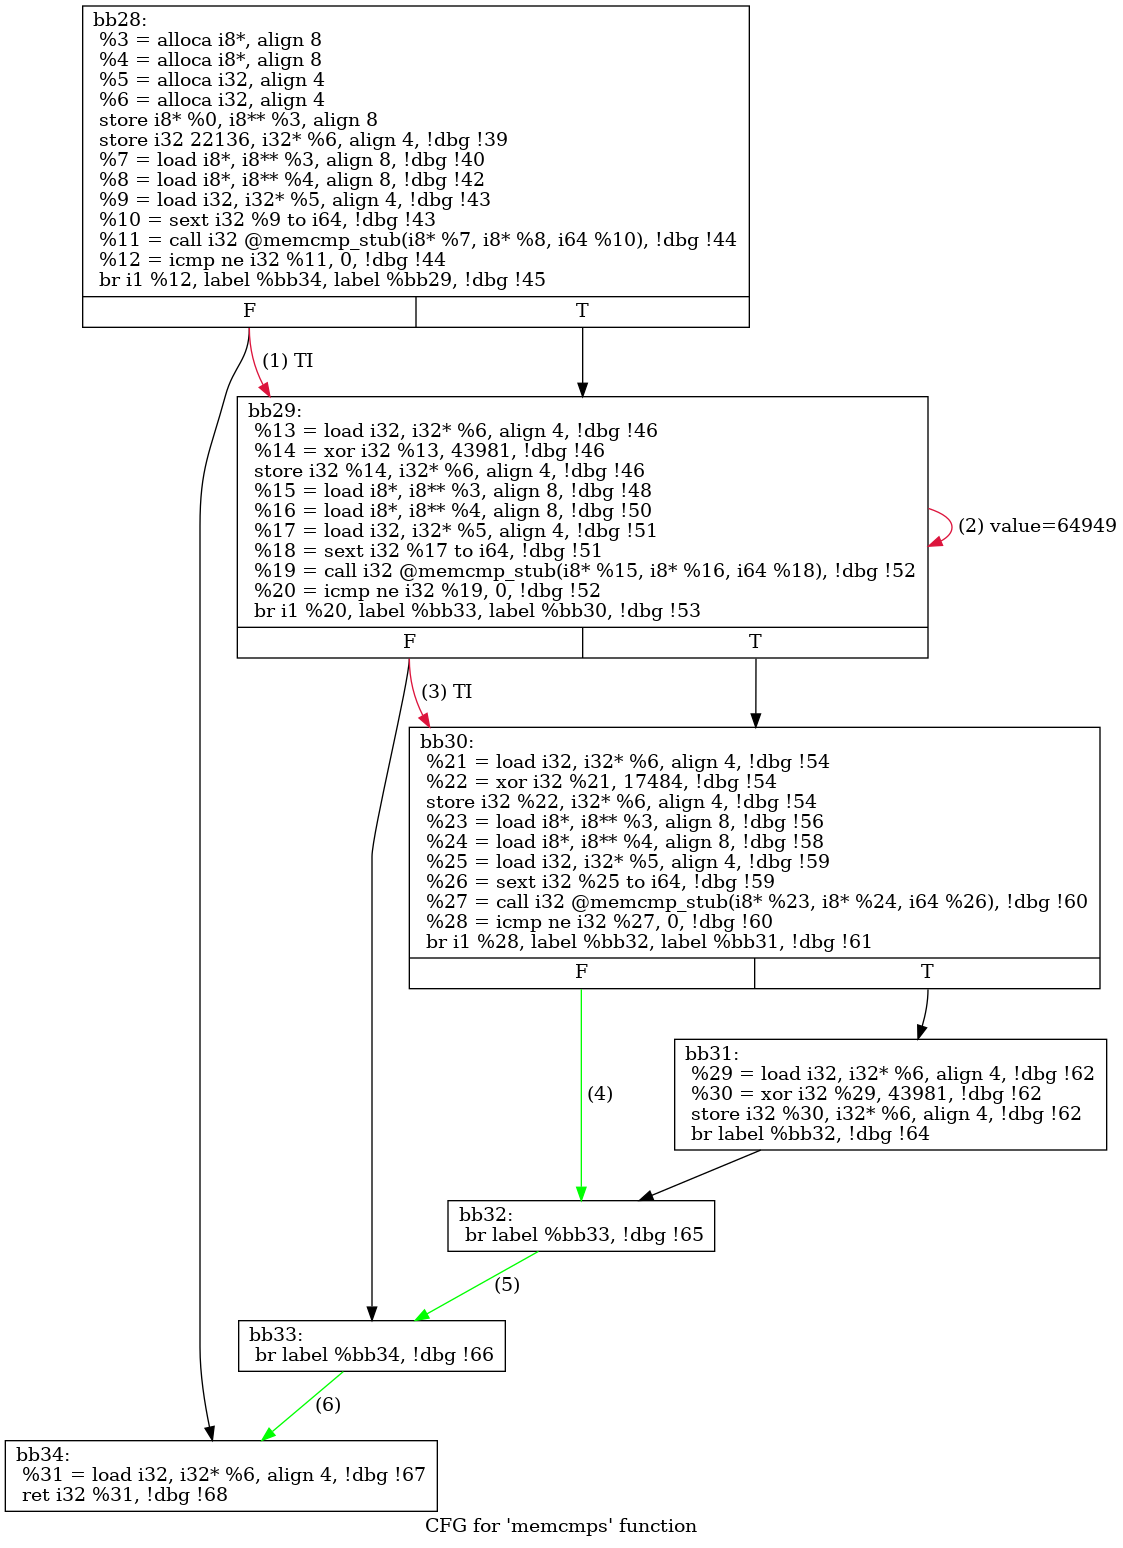 bb28:
%3 = alloca i8*, align 8
%4 = alloca i8*, align 8
%5 = alloca i32, align 4
%6 = alloca i32, align 4
store i8* %0, i8** %3, align 8
store i32 22136, i32* %6, align 4, !dbg !39
%7 = load i8*, i8** %3, align 8, !dbg !40
%8 = load i8*, i8** %4, align 8, !dbg !42
%9 = load i32, i32* %5, align 4, !dbg !43
%10 = sext i32 %9 to i64, !dbg !43
%11 = call i32 @memcmp_stub(i8* %7, i8* %8, i64 %10), !dbg !44
%12 = icmp ne i32 %11, 0, !dbg !44
br i1 %12, label %bb34, label %bb29, !dbg !45
F T
(1) TI
bb29:
%13 = load i32, i32* %6, align 4, !dbg !46
%14 = xor i32 %13, 43981, !dbg !46
store i32 %14, i32* %6, align 4, !dbg !46
%15 = load i8*, i8** %3, align 8, !dbg !48
%16 = load i8*, i8** %4, align 8, !dbg !50
%17 = load i32, i32* %5, align 4, !dbg !51
%18 = sext i32 %17 to i64, !dbg !51
%19 = call i32 @memcmp_stub(i8* %15, i8* %16, i64 %18), !dbg !52
%20 = icmp ne i32 %19, 0, !dbg !52
br i1 %20, label %bb33, label %bb30, !dbg !53
F T
(2) value=64949
(3) TI
bb30:
%21 = load i32, i32* %6, align 4, !dbg !54
%22 = xor i32 %21, 17484, !dbg !54
store i32 %22, i32* %6, align 4, !dbg !54
%23 = load i8*, i8** %3, align 8, !dbg !56
%24 = load i8*, i8** %4, align 8, !dbg !58
%25 = load i32, i32* %5, align 4, !dbg !59
%26 = sext i32 %25 to i64, !dbg !59
%27 = call i32 @memcmp_stub(i8* %23, i8* %24, i64 %26), !dbg !60
%28 = icmp ne i32 %27, 0, !dbg !60
br i1 %28, label %bb32, label %bb31, !dbg !61
F T
bb31:
%29 = load i32, i32* %6, align 4, !dbg !62
%30 = xor i32 %29, 43981, !dbg !62
store i32 %30, i32* %6, align 4, !dbg !62
br label %bb32, !dbg !64
(4)
bb32:
br label %bb33, !dbg !65
(5)
bb33:
br label %bb34, !dbg !66
(6)
bb34:
%31 = load i32, i32* %6, align 4, !dbg !67
ret i32 %31, !dbg !68
CFG for 'memcmps' function